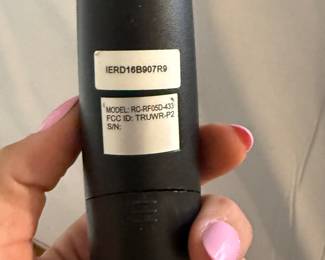 IERD16B907R9
MODEL: RC-RF05D-433
FCC ID: TRUWR-P2
S/N: